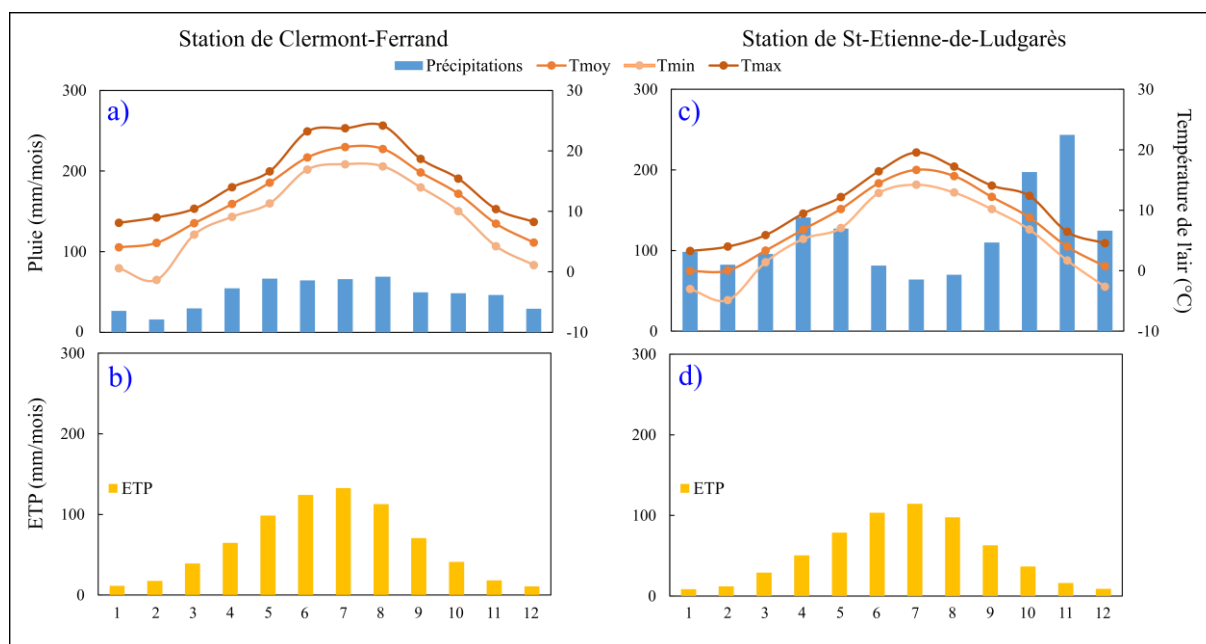 Station de Clermont-Ferrand
Station de St-Etienne-de-Ludgarès
Précipitations Tmoy Tmin Tmax
a)
c)
300
200
100
0
Pluie (mm/mois)
30
20
10
0
-10
300
200
100
0
30
20
10
0
-10
Température de l'air (°C)
b)
d)
300
200
100
0
ETP (mm/mois)
ETP
300
200
100
0
ETP
1 2 3 4 5 6 7 8 9 10 11 12
1 2 3 4 5 6 7 8 9 10 11 12